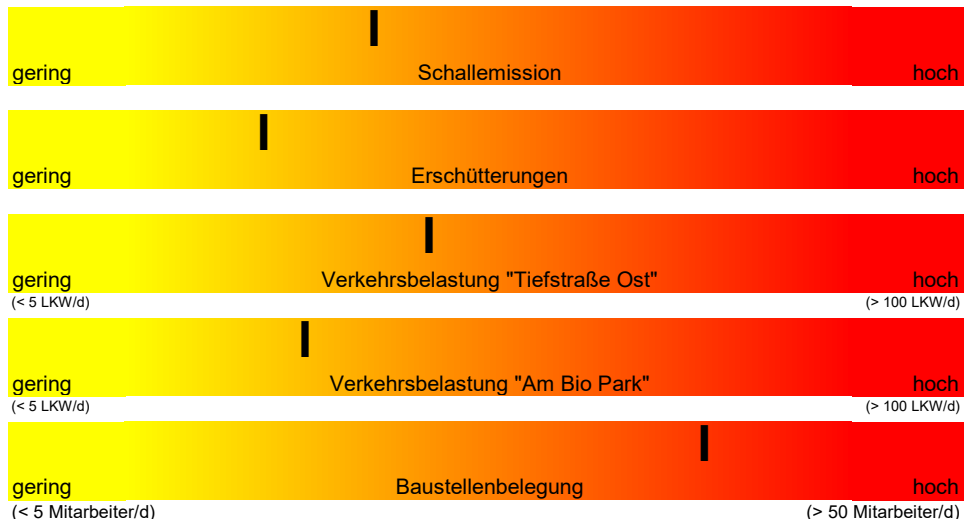 gering Schallemission hoch
gering Erschütterungen hoch
gering Verkehrsbelastung "Tiefstraße Ost" hoch
(< 5 LKW/d) (> 100 LKW/d)
gering Verkehrsbelastung "Am Bio Park" hoch
(< 5 LKW/d) (> 100 LKW/d)
gering Baustellenbelegung hoch
(< 5 Mitarbeiter/d) (> 50 Mitarbeiter/d)